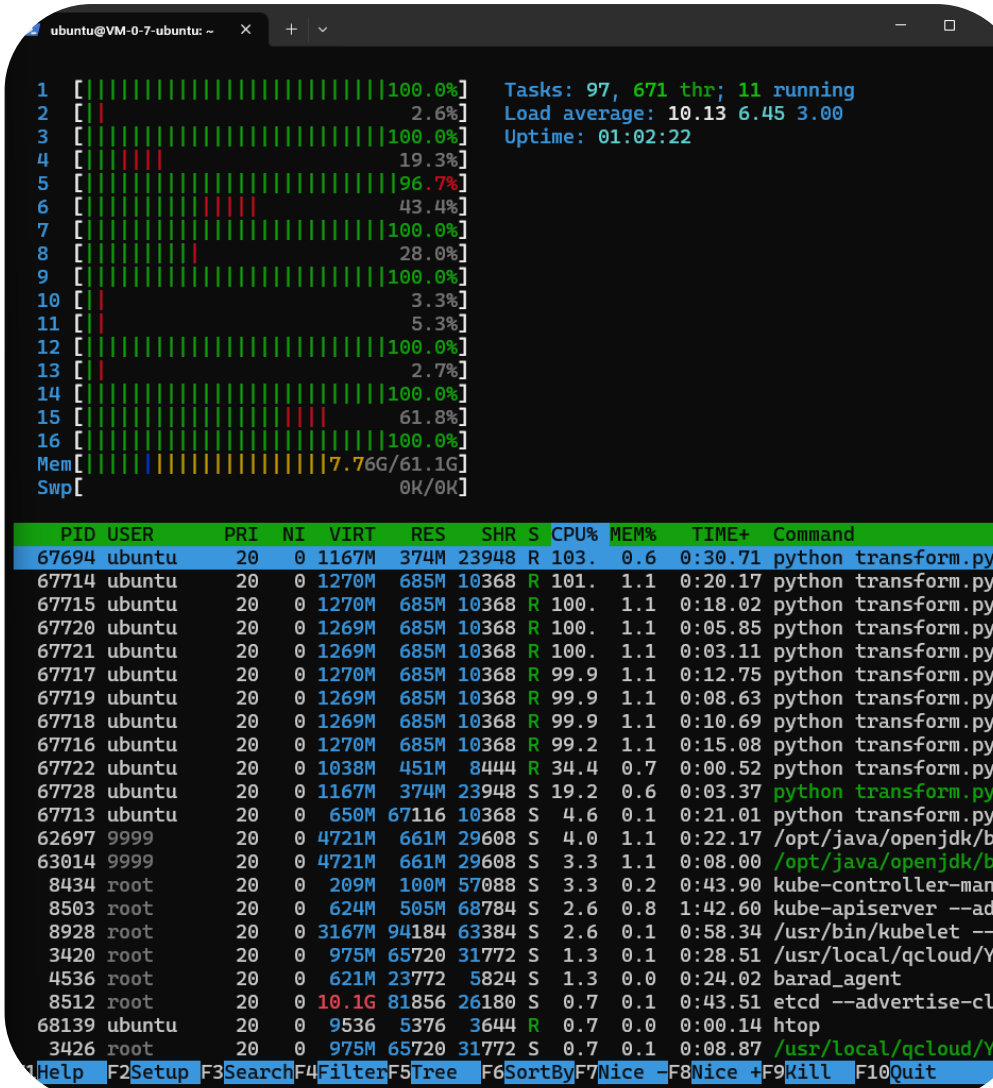 ubuntu@VM-0-7-ubuntu: ~
1 [||||||||||||||||||||||||||100.0%] Tasks: 97, 671 thr; 11 running
2 [|| 2.6%] Load average: 10.13 6.45 3.00
3 [||||||||||||||||||||||||||100.0%] Uptime: 01:02:22
4 [||||||| 19.3%]
5 [|||||||||||||||||||||||||||96.7%]
6 [||||||||||||||| 43.4%]
7 [||||||||||||||||||||||||||100.0%]
8 [|||||||||| 28.0%]
9 [||||||||||||||||||||||||||100.0%]
10 [|| 3.3%]
11 [|| 5.3%]
12 [||||||||||||||||||||||||||100.0%]
13 [|| 2.7%]
14 [||||||||||||||||||||||||||100.0%]
15 [||||||||||||||||||||| 61.8%]
16 [||||||||||||||||||||||||||100.0%]
Mem[|||||||||||||||||||||7.76G/61.1G]
Swp[ 0K/0K]
PID USER PRI NI VIRT RES SHR S CPU% MEM% TIME+ Command
67694 ubuntu 20 0 1167M 374M 23948 R 103. 0.6 0:30.71 python transform.py
67714 ubuntu 20 0 1270M 685M 10368 R 101. 1.1 0:20.17 python transform.py
67715 ubuntu 20 0 1270M 685M 10368 R 100. 1.1 0:18.02 python transform.py
67720 ubuntu 20 0 1269M 685M 10368 R 100. 1.1 0:05.85 python transform.py
67721 ubuntu 20 0 1269M 685M 10368 R 100. 1.1 0:03.11 python transform.py
67717 ubuntu 20 0 1270M 685M 10368 R 99.9 1.1 0:12.75 python transform.py
67719 ubuntu 20 0 1269M 685M 10368 R 99.9 1.1 0:08.63 python transform.py
67718 ubuntu 20 0 1269M 685M 10368 R 99.9 1.1 0:10.69 python transform.py
67716 ubuntu 20 0 1270M 685M 10368 R 99.2 1.1 0:15.08 python transform.py
67722 ubuntu 20 0 1038M 451M 8444 R 34.4 0.7 0:00.52 python transform.py
67728 ubuntu 20 0 1167M 374M 23948 S 19.2 0.6 0:03.37 python transform.py
67713 ubuntu 20 0 650M 67116 10368 S 4.6 0.1 0:21.01 python transform.py
62697 9999 20 0 4721M 661M 29608 S 4.0 1.1 0:22.17 /opt/java/openjdk/b
63014 9999 20 0 4721M 661M 29608 S 3.3 1.1 0:08.00 /opt/java/openjdk/b
8434 root 20 0 209M 100M 57088 S 3.3 0.2 0:43.90 kube-controller-man
8503 root 20 0 624M 505M 68784 S 2.6 0.8 1:42.60 kube-apiserver --ad
8928 root 20 0 3167M 94184 63384 S 2.6 0.1 0:58.34 /usr/bin/kubelet --
3420 root 20 0 975M 65720 31772 S 1.3 0.1 0:28.51 /usr/local/qcloud/Y
4536 root 20 0 621M 23772 5824 S 1.3 0.0 0:24.02 barad_agent
8512 root 20 0 10.1G 81856 26180 S 0.7 0.1 0:43.51 etcd --advertise-cl
68139 ubuntu 20 0 9536 5376 3644 R 0.7 0.0 0:00.14 htop
3426 root 20 0 975M 65720 31772 S 0.7 0.1 0:08.87 /usr/local/qcloud/Y
1Help F2Setup F3SearchF4FilterF5Tree F6SortByF7Nice -F8Nice +F9Kill F10Quit